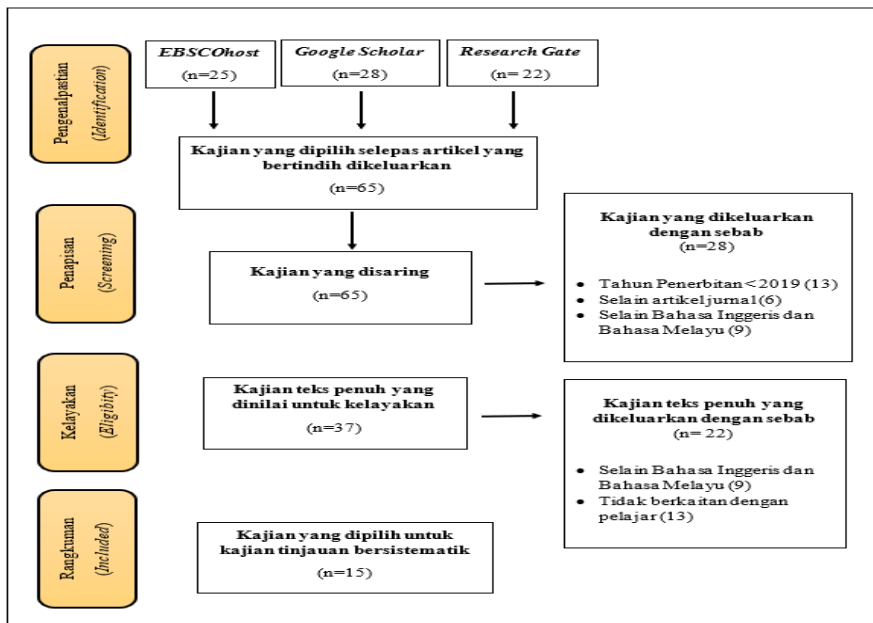 Pengenalpastian
(Identification)
EBSCOhost
(n=25)
Google Scholar
(n=28)
Research Gate
(n= 22)
Kajian yang dipilih selepas artikel yang
bertindih dikeluarkan
(n=65)
Penapisan
(Screening)
Kajian yang disaring
(n=65)
Kajian yang dikeluarkan
dengan sebab
(n=28)
• Tahun Penerbitan < 2019 (13)
• Selain artikel jurnal (6)
• Selain Bahasa Inggeris dan
Bahasa Melayu (9)
Kelayakan
(Eligibity)
Kajian teks penuh yang
dinilai untuk kelayakan
(n=37)
Kajian teks penuh yang
dikeluarkan dengan sebab
(n= 22)
• Selain Bahasa Inggeris dan
Bahasa Melayu (9)
• Tidak berkaitan dengan
pelajar (13)
Rangkuman
(Included)
Kajian yang dipilih untuk
kajian tinjauan bersistematik
(n=15)